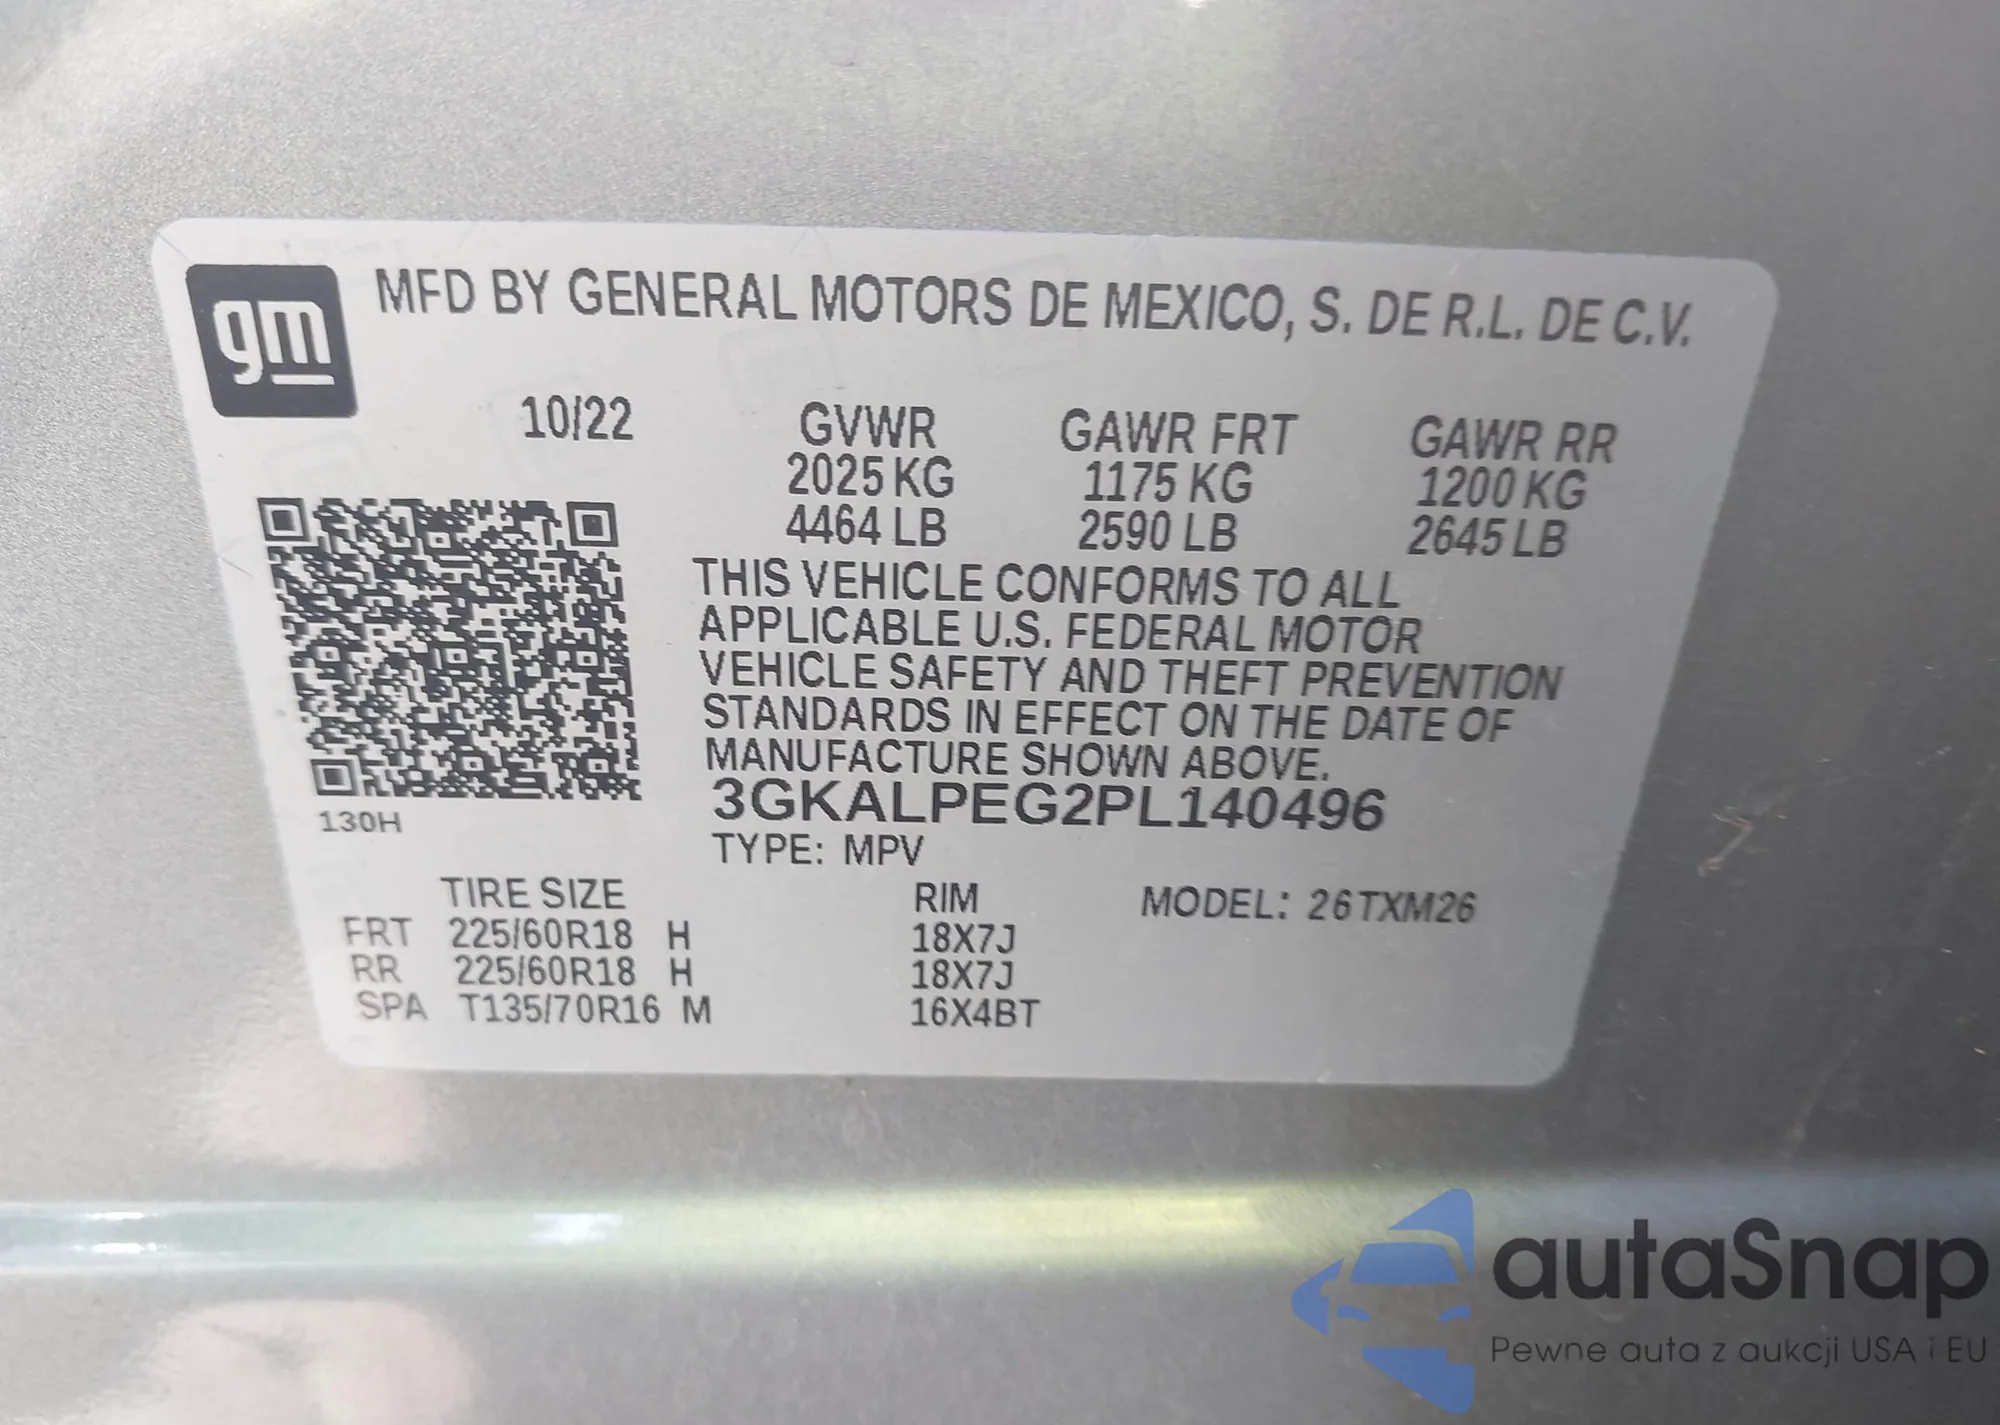 gm
MFD BY GENERAL MOTORS DE MEXICO, S. DE R.L. DE C.V.
10/22 GVWR GAWR FRT GAWR RR
2025 KG 1175 KG 1200 KG
4464 LB 2590 LB 2645 LB
THIS VEHICLE CONFORMS TO ALL
APPLICABLE U.S. FEDERAL MOTOR
VEHICLE SAFETY AND THEFT PREVENTION
STANDARDS IN EFFECT ON THE DATE OF
MANUFACTURE SHOWN ABOVE.
3GKALPEG2PL140496
130H
TYPE: MPV
TIRE SIZE RIM MODEL: 26TXM26
FRT 225/60R18 H 18X7J
RR 225/60R18 H 18X7J
SPA T135/70R16 M 16X4BT
autaSnap
Pewne auta z aukcji USA i EU